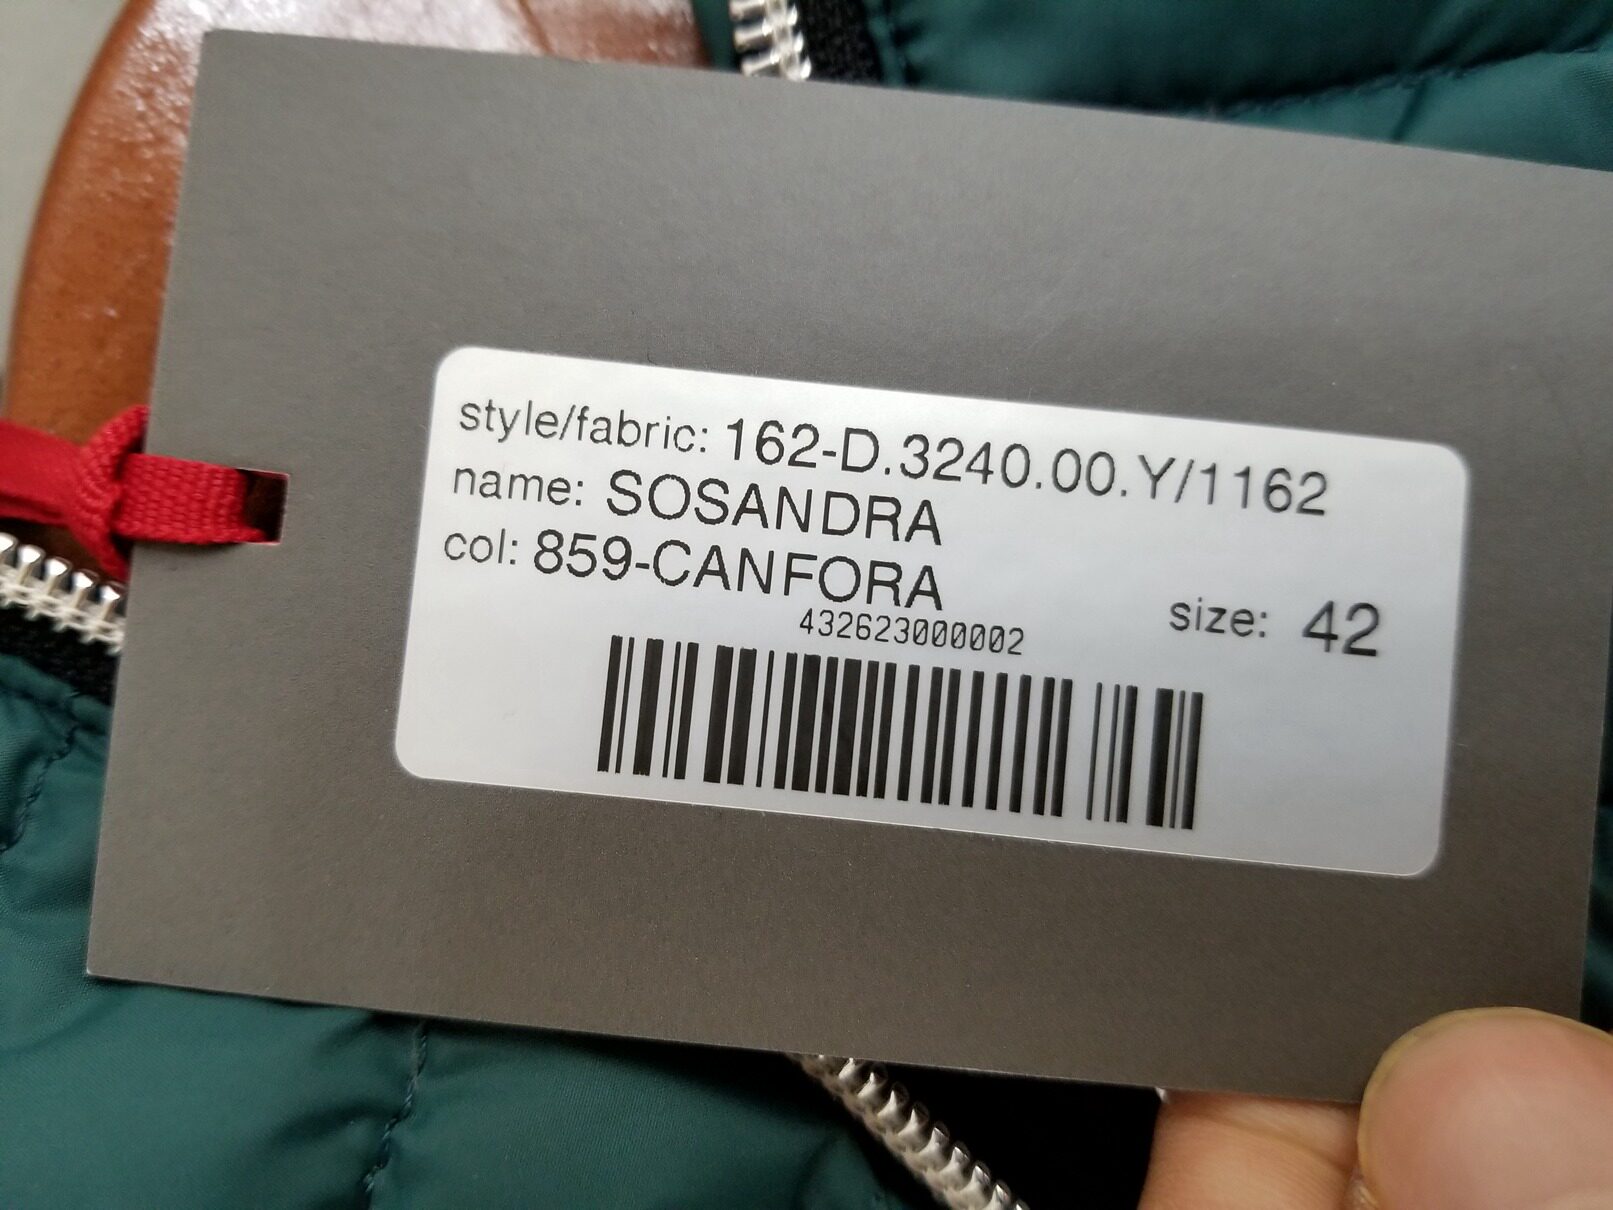 style/fabric: 162-D.3240.00.Y/1162
name: SOSANDRA
col: 859-CANFORA
size: 42
432623000002